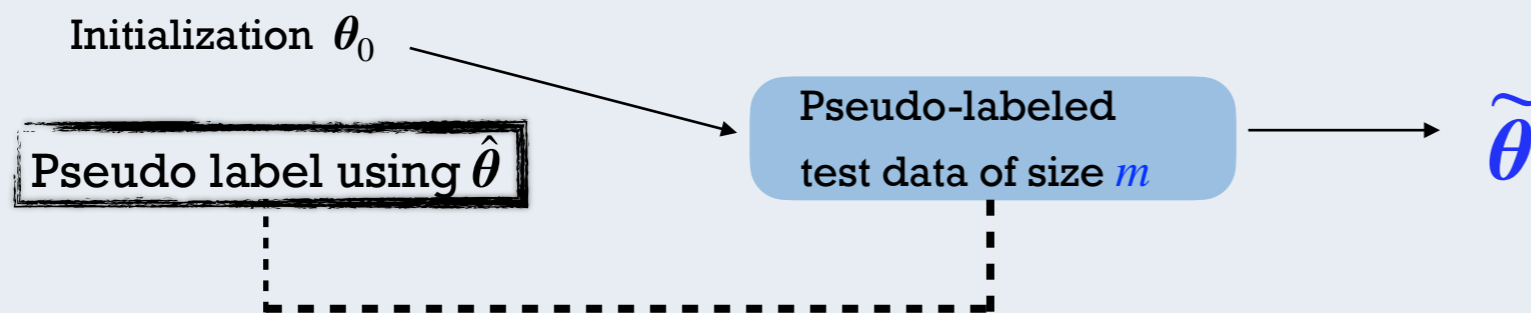 Initialization θ₀
Pseudo label using θ̂
Pseudo-labeled
test data of size m
θ̃